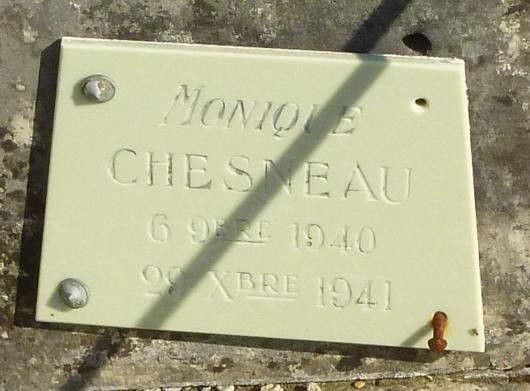 Monique
CHESNEAU
6 9BRE 1940
29 XBRE 1941